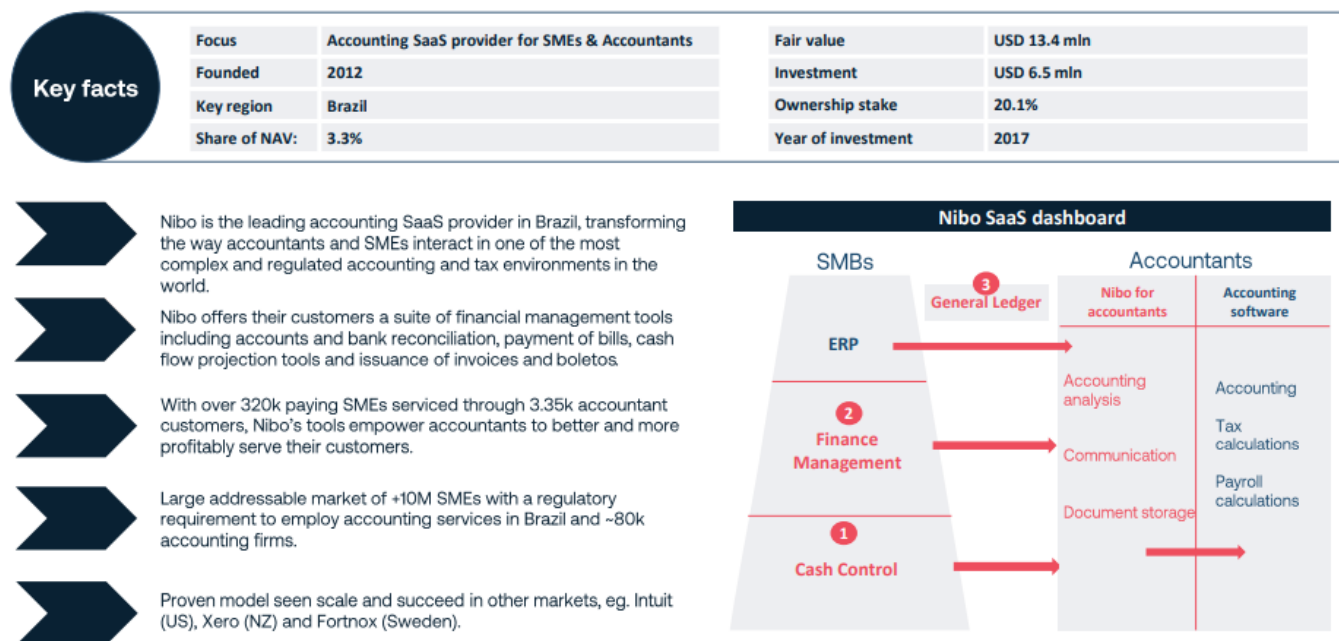 Key facts
Focus Accounting SaaS provider for SMEs & Accountants
Founded 2012
Key region Brazil
Share of NAV: 3.3%
Fair value USD 13.4 mln
Investment USD 6.5 mln
Ownership stake 20.1%
Year of investment 2017
Nibo is the leading accounting SaaS provider in Brazil, transforming
the way accountants and SMEs interact in one of the most
complex and regulated accounting and tax environments in the
world.
Nibo offers their customers a suite of financial management tools
including accounts and bank reconciliation, payment of bills, cash
flow projection tools and issuance of invoices and boletos.
With over 320k paying SMEs serviced through 3.35k accountant
customers, Nibo's tools empower accountants to better and more
profitably serve their customers.
Large addressable market of +10M SMEs with a regulatory
requirement to employ accounting services in Brazil and ~80k
accounting firms.
Proven model seen scale and succeed in other markets, eg. Intuit
(US), Xero (NZ) and Fortnox (Sweden).
Nibo SaaS dashboard
SMBs
Accountants
3
General Ledger
Nibo for
accountants
Accounting
software
ERP
2
Finance
Management
1
Cash Control
Accounting
analysis
Communication
Document storage
Accounting
Tax
calculations
Payroll
calculations